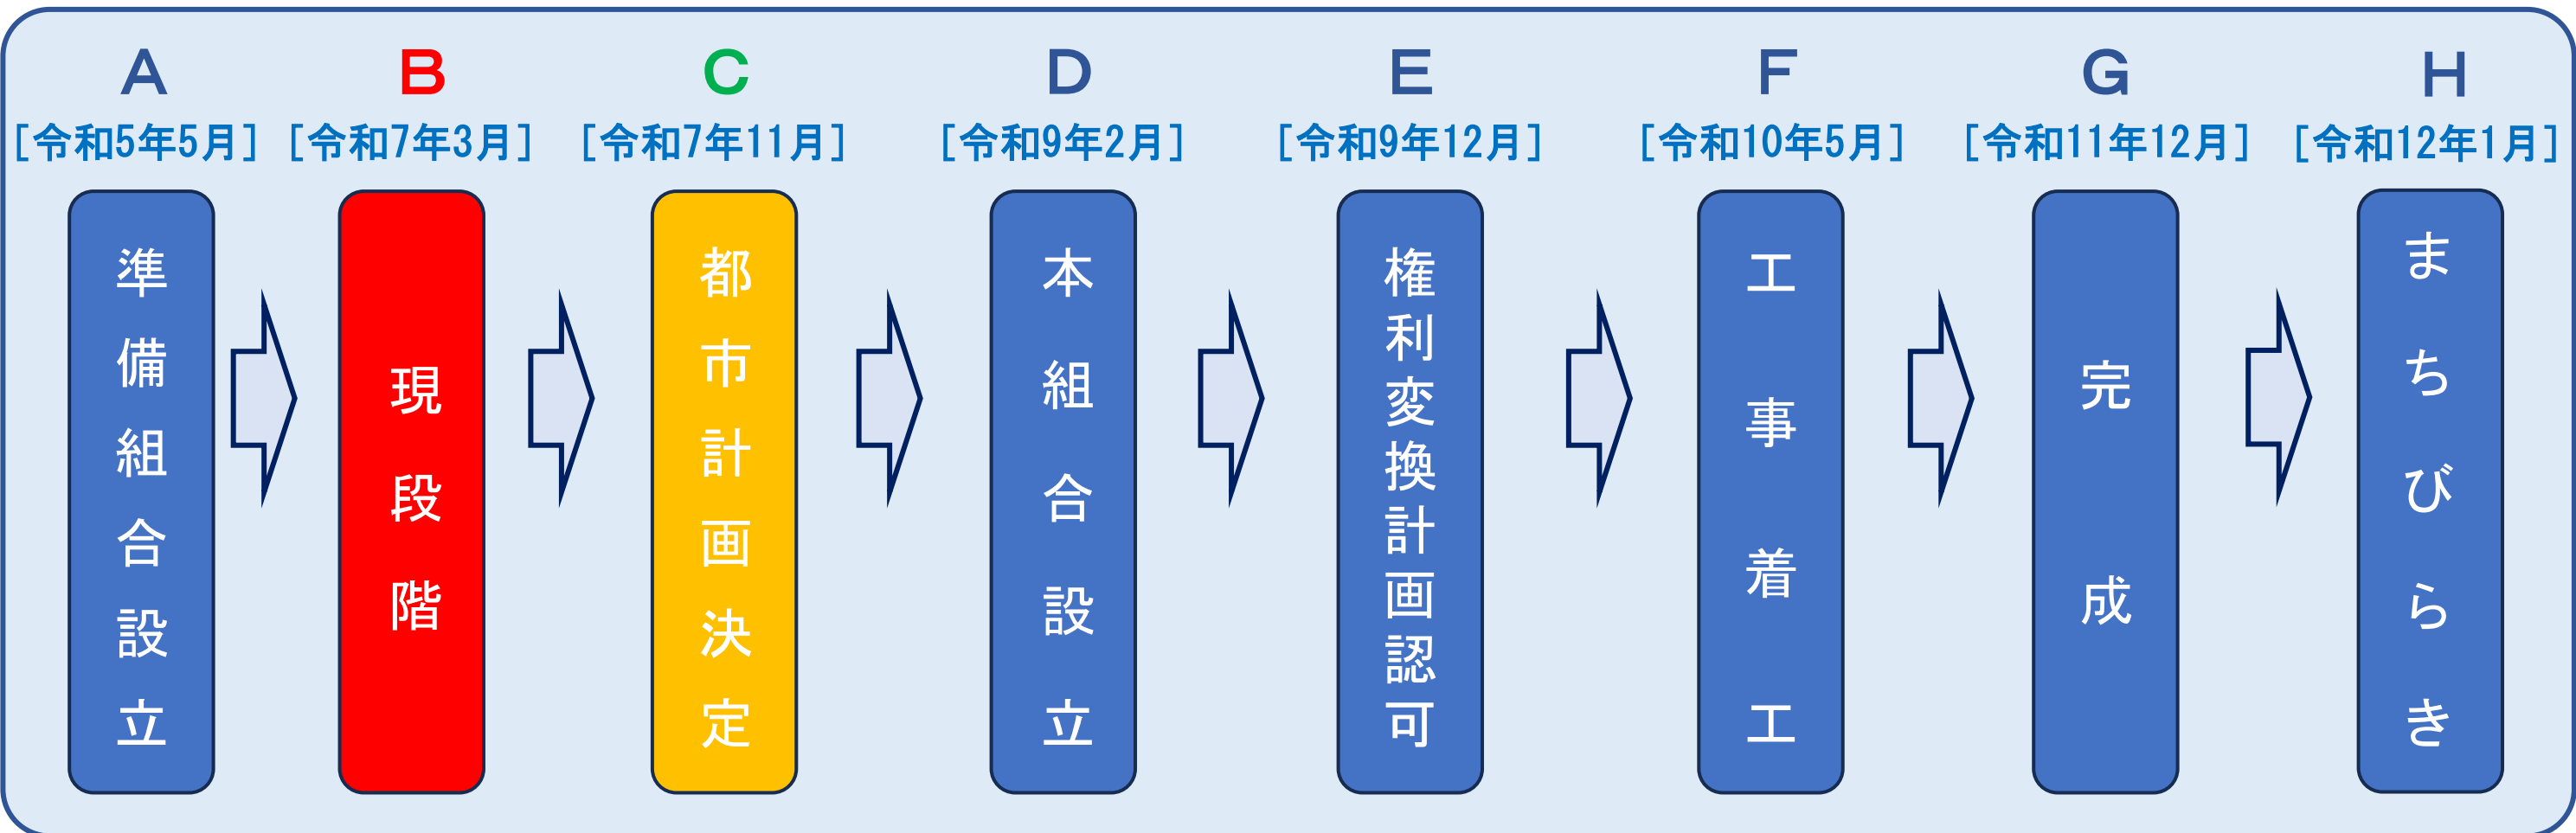 A
[令和5年5月]
準備組合設立
B
[令和7年3月]
現段階
C
[令和7年11月]
都市計画決定
D
[令和9年2月]
本組合設立
E
[令和9年12月]
権利変換計画認可
F
[令和10年5月]
工事着工
G
[令和11年12月]
完成
H
[令和12年1月]
まちびらき